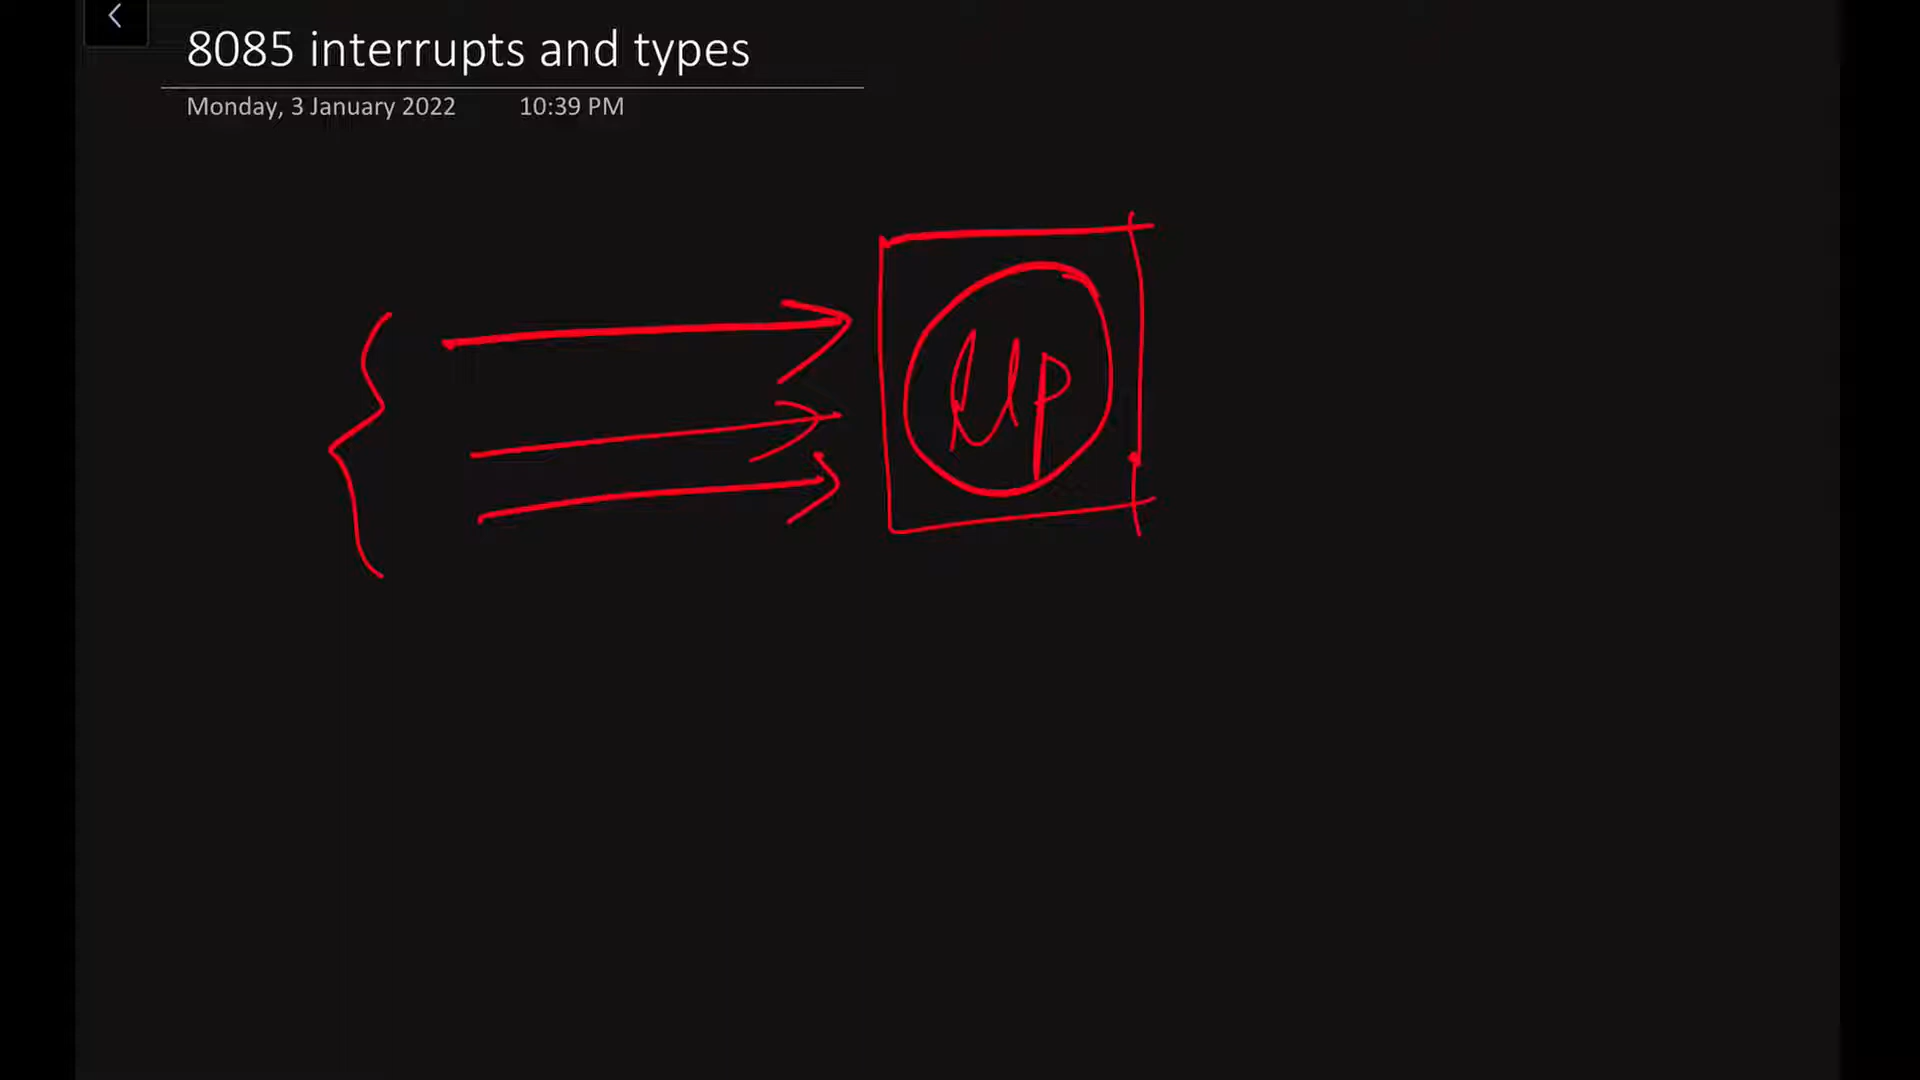 8085 interrupts and types
Monday, 3 January 2022 10:39 PM
μp